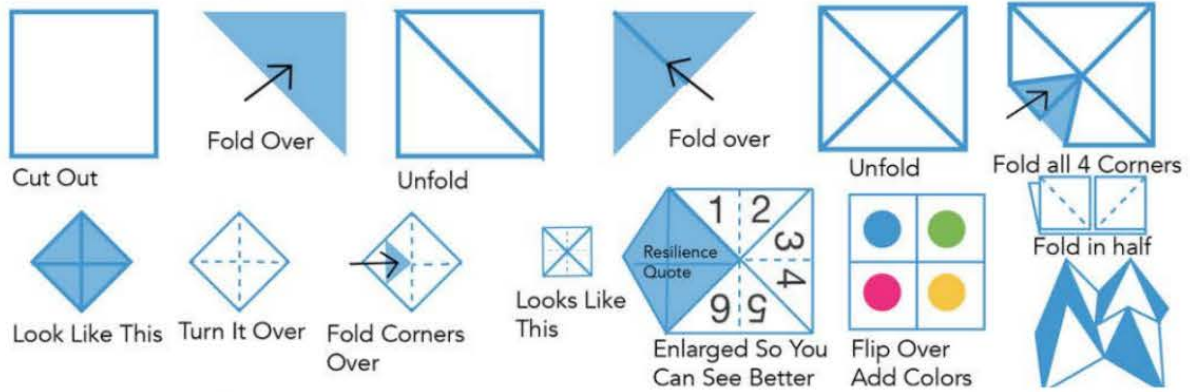 Cut Out
Fold Over
Unfold
Fold over
Unfold
Fold all 4 Corners
Look Like This
Turn It Over
Fold Corners
Over
Looks Like
This
1 2
3
4
5
6
Resilience
Quote
Enlarged So You
Can See Better
Flip Over
Add Colors
Fold in half